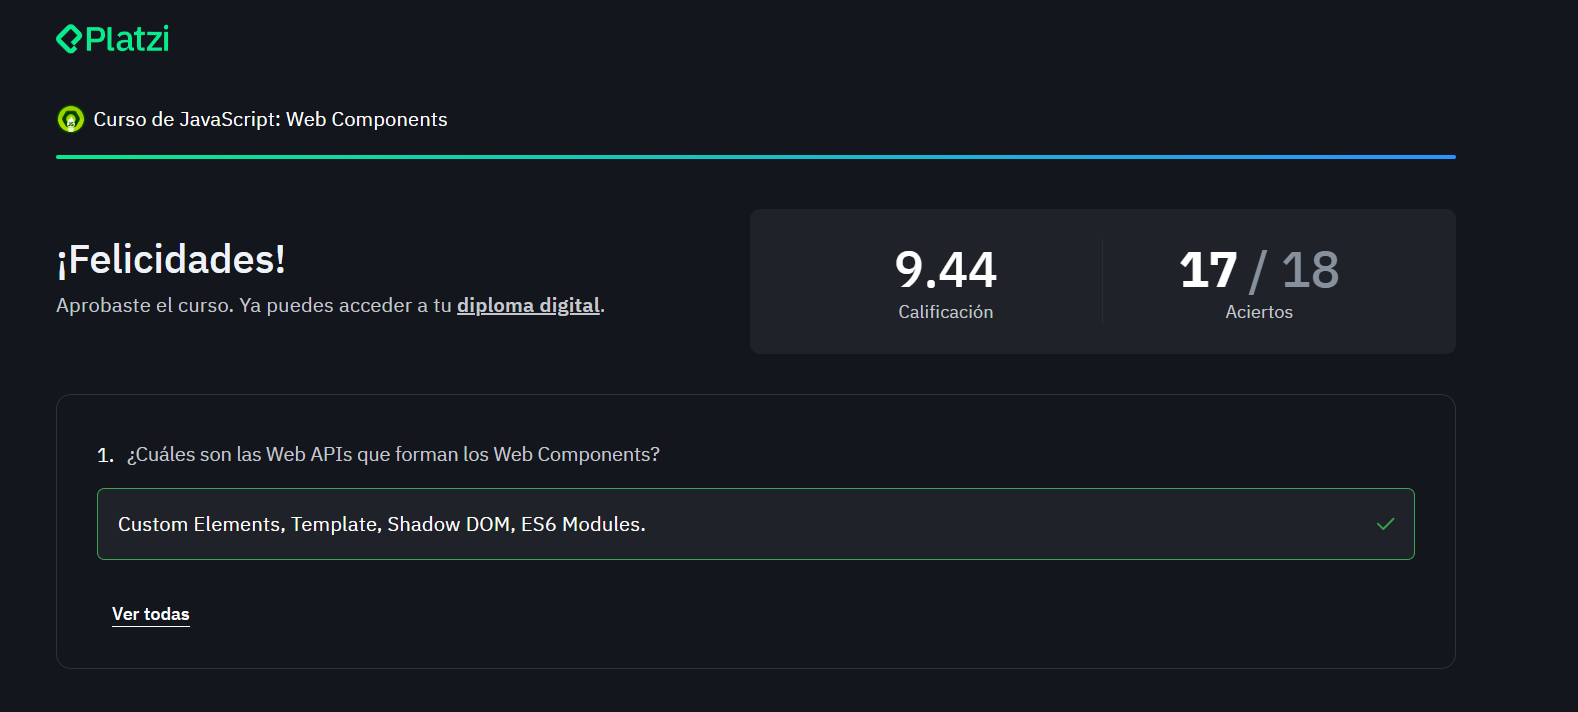 Platzi
Curso de JavaScript: Web Components
¡Felicidades!
Aprobaste el curso. Ya puedes acceder a tu diploma digital.
9.44
Calificación
17 / 18
Aciertos
1. ¿Cuáles son las Web APIs que forman los Web Components?
Custom Elements, Template, Shadow DOM, ES6 Modules.
Ver todas